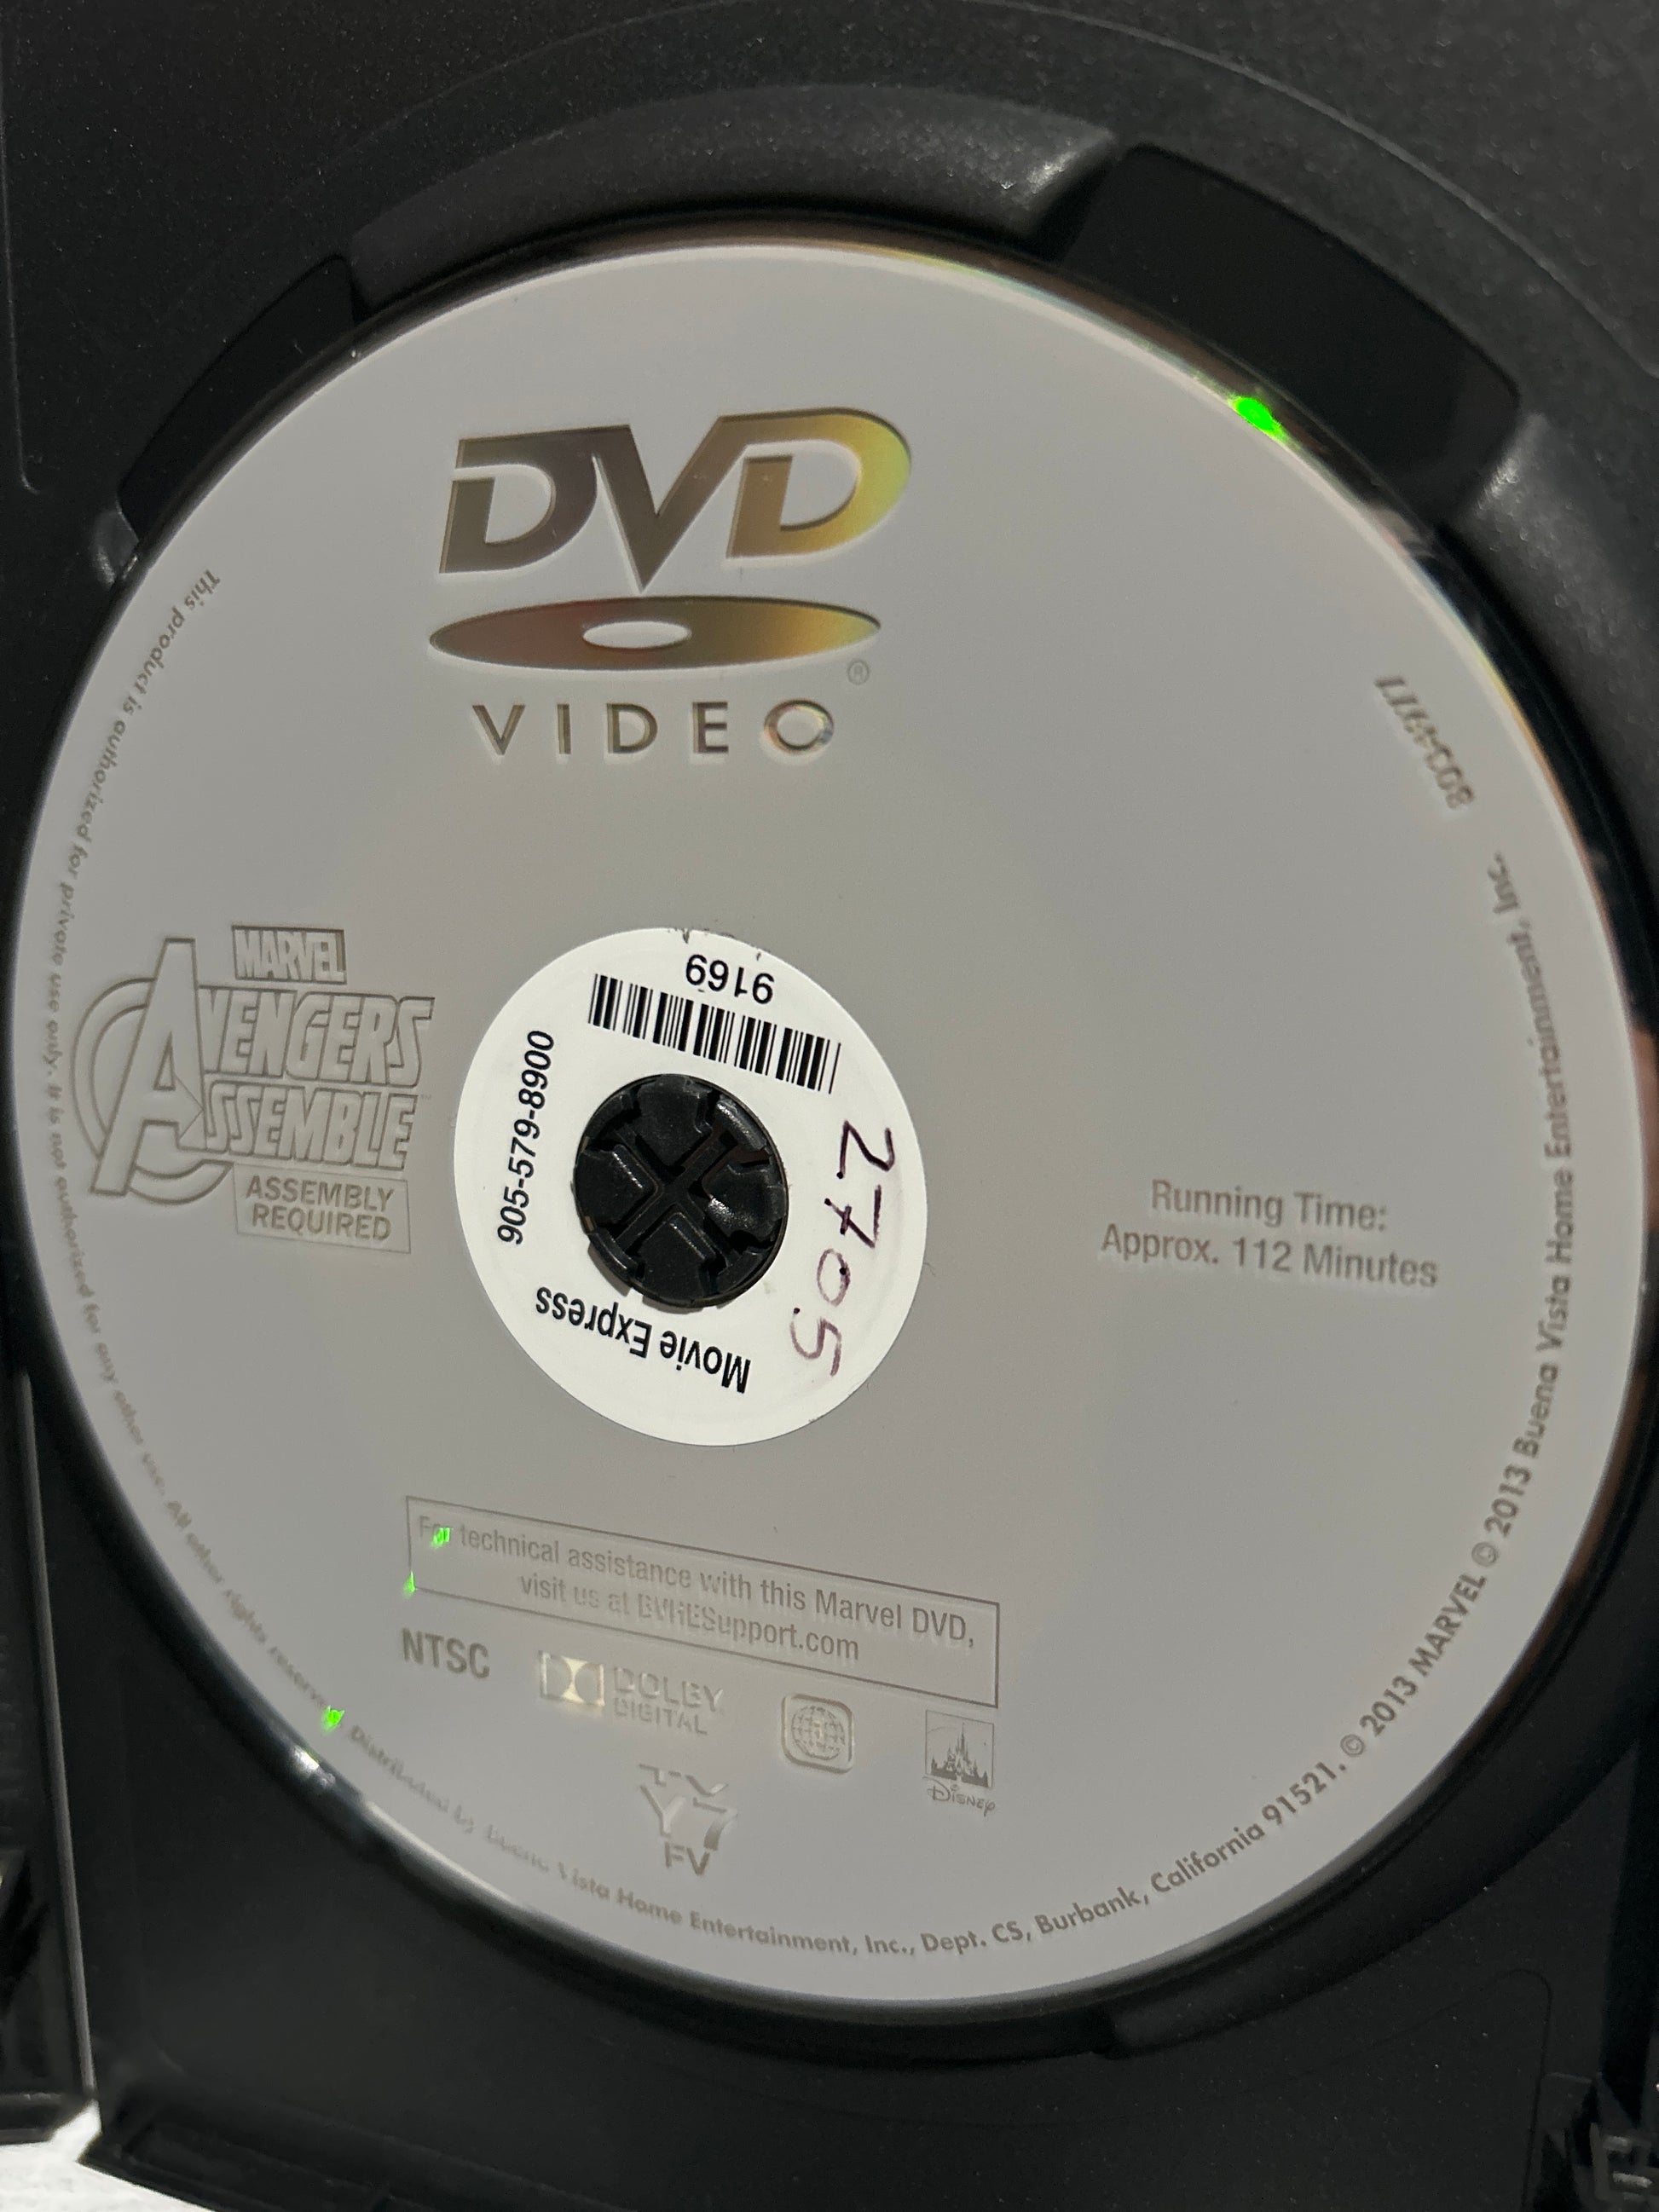 DVD
VIDEO
®
8034971
MARVEL
AVENGERS
ASSEMBLE
ASSEMBLY
REQUIRED
9169
905-579-8900
2705
Movie Express
Running Time:
Approx. 112 Minutes
For technical assistance with this Marvel DVD,
visit us at BVHESupport.com
NTSC
DOLBY
DIGITAL
DISNEY
TV
Y7
FV
This product is authorized for private use only. It is not authorized for any other use. All other rights reserved. Distributed by Buena Vista Home Entertainment, Inc., Dept. CS, Burbank, California 91521. © 2013 MARVEL © 2013 Buena Vista Home Entertainment, Inc.